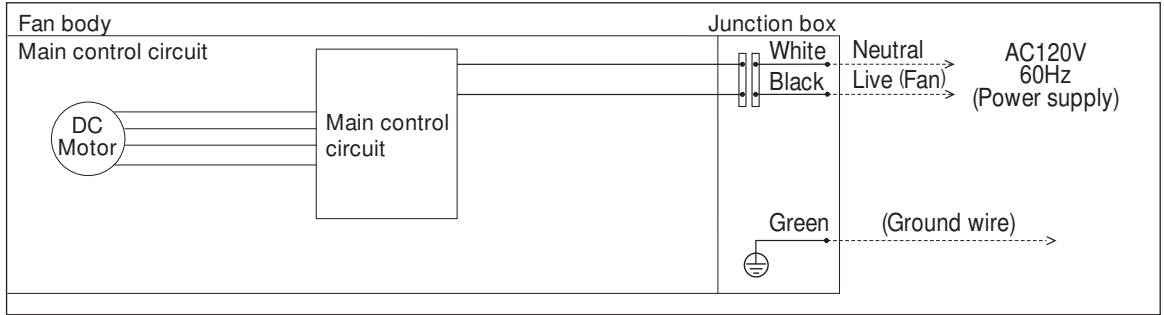 Fan body
Junction box
Main control circuit
White
Neutral
AC120V
60Hz
(Power supply)
Black
Live (Fan)
DC
Motor
Main control
circuit
Green
(Ground wire)